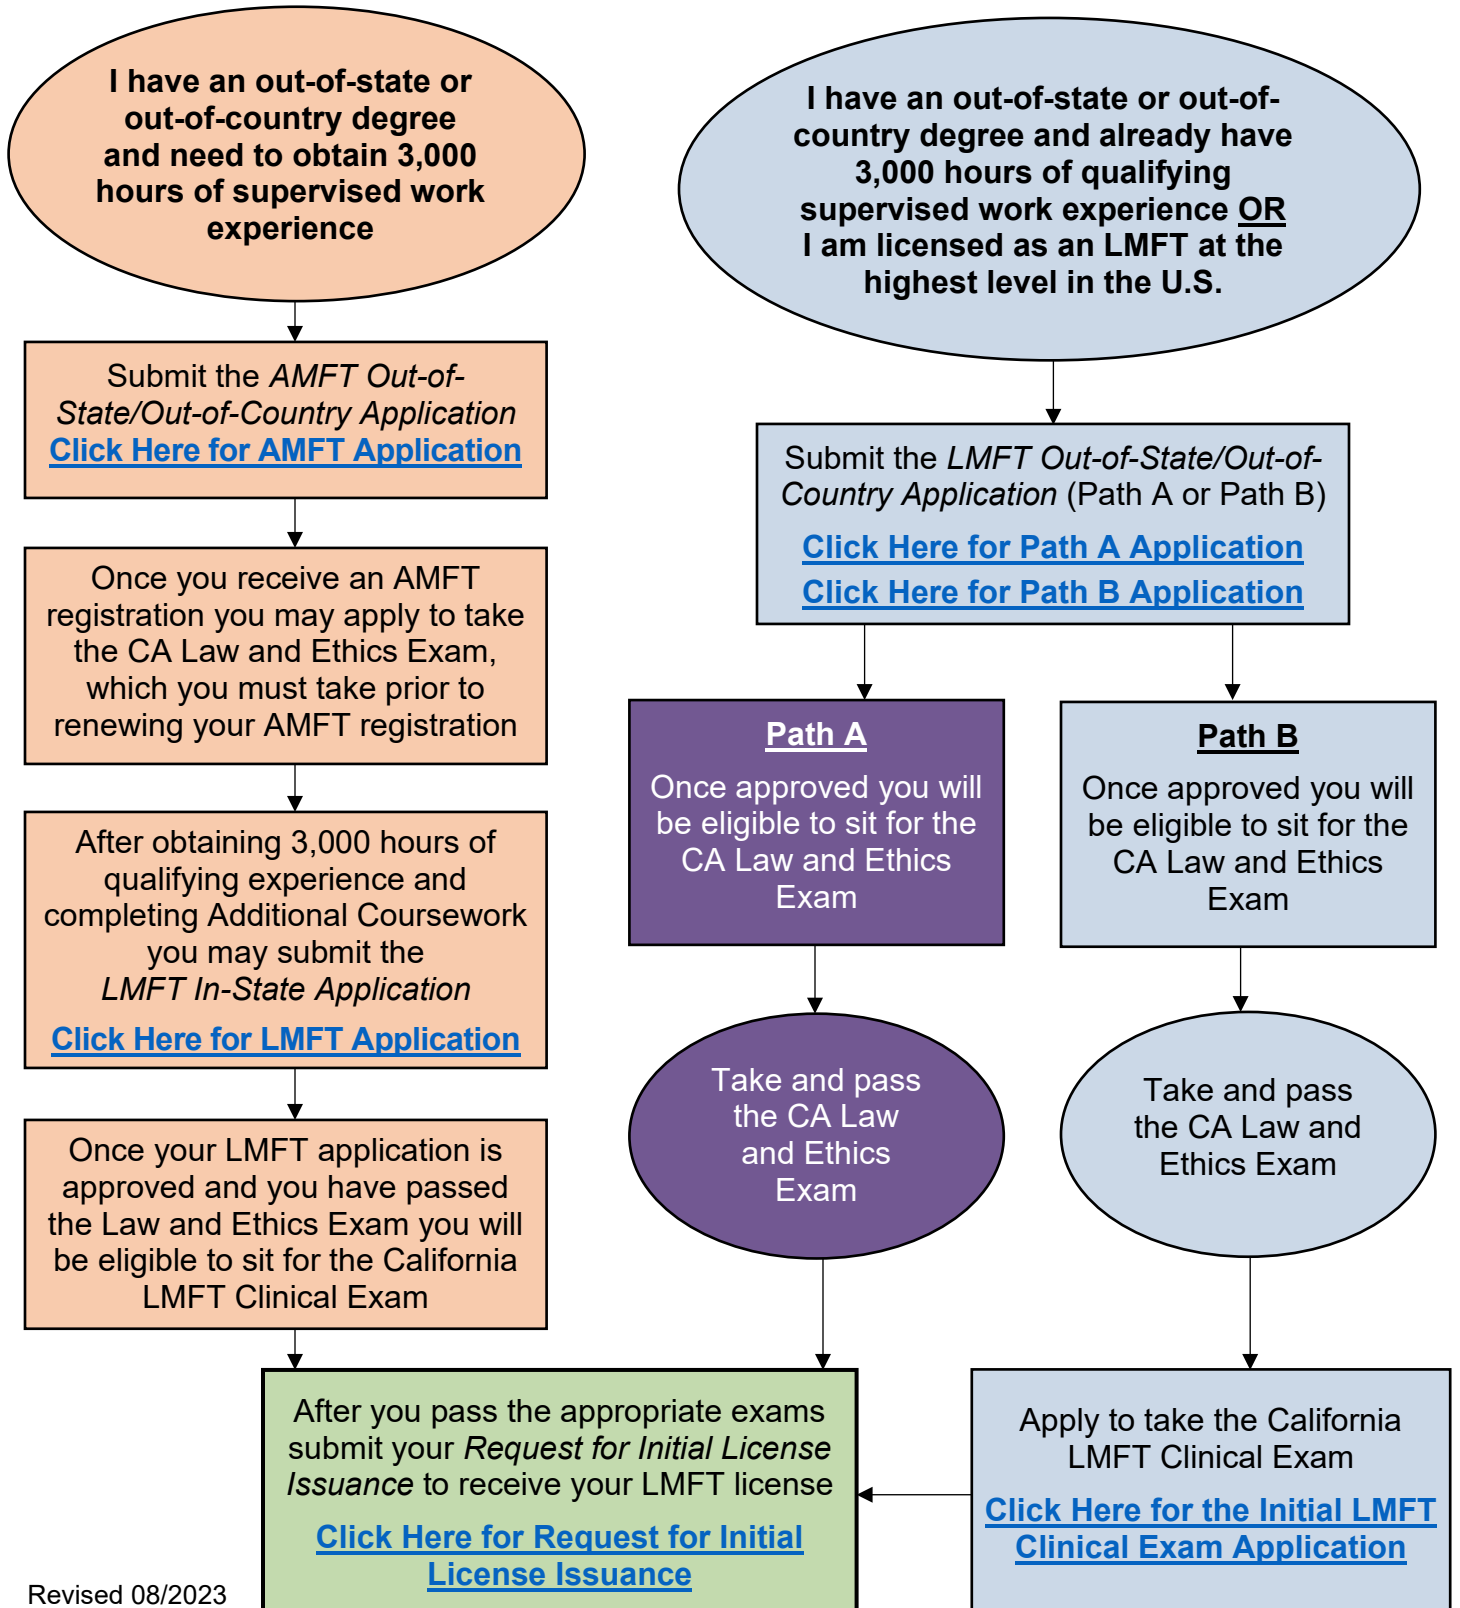 I have an out-of-state or
out-of-country degree
and need to obtain 3,000
hours of supervised work
experience
Submit the AMFT Out-of-
State/Out-of-Country Application
Click Here for AMFT Application
Once you receive an AMFT
registration you may apply to take
the CA Law and Ethics Exam,
which you must take prior to
renewing your AMFT registration
After obtaining 3,000 hours of
qualifying experience and
completing Additional Coursework
you may submit the
LMFT In-State Application
Click Here for LMFT Application
Once your LMFT application is
approved and you have passed
the Law and Ethics Exam you will
be eligible to sit for the California
LMFT Clinical Exam
I have an out-of-state or out-of-
country degree and already have
3,000 hours of qualifying
supervised work experience OR
I am licensed as an LMFT at the
highest level in the U.S.
Submit the LMFT Out-of-State/Out-of-
Country Application (Path A or Path B)
Click Here for Path A Application
Click Here for Path B Application
Path A
Once approved you will
be eligible to sit for the
CA Law and Ethics
Exam
Take and pass
the CA Law
and Ethics
Exam
Path B
Once approved you will
be eligible to sit for the
CA Law and Ethics
Exam
Take and pass
the CA Law and
Ethics Exam
Apply to take the California
LMFT Clinical Exam
Click Here for the Initial LMFT
Clinical Exam Application
After you pass the appropriate exams
submit your Request for Initial License
Issuance to receive your LMFT license
Click Here for Request for Initial
License Issuance
Revised 08/2023